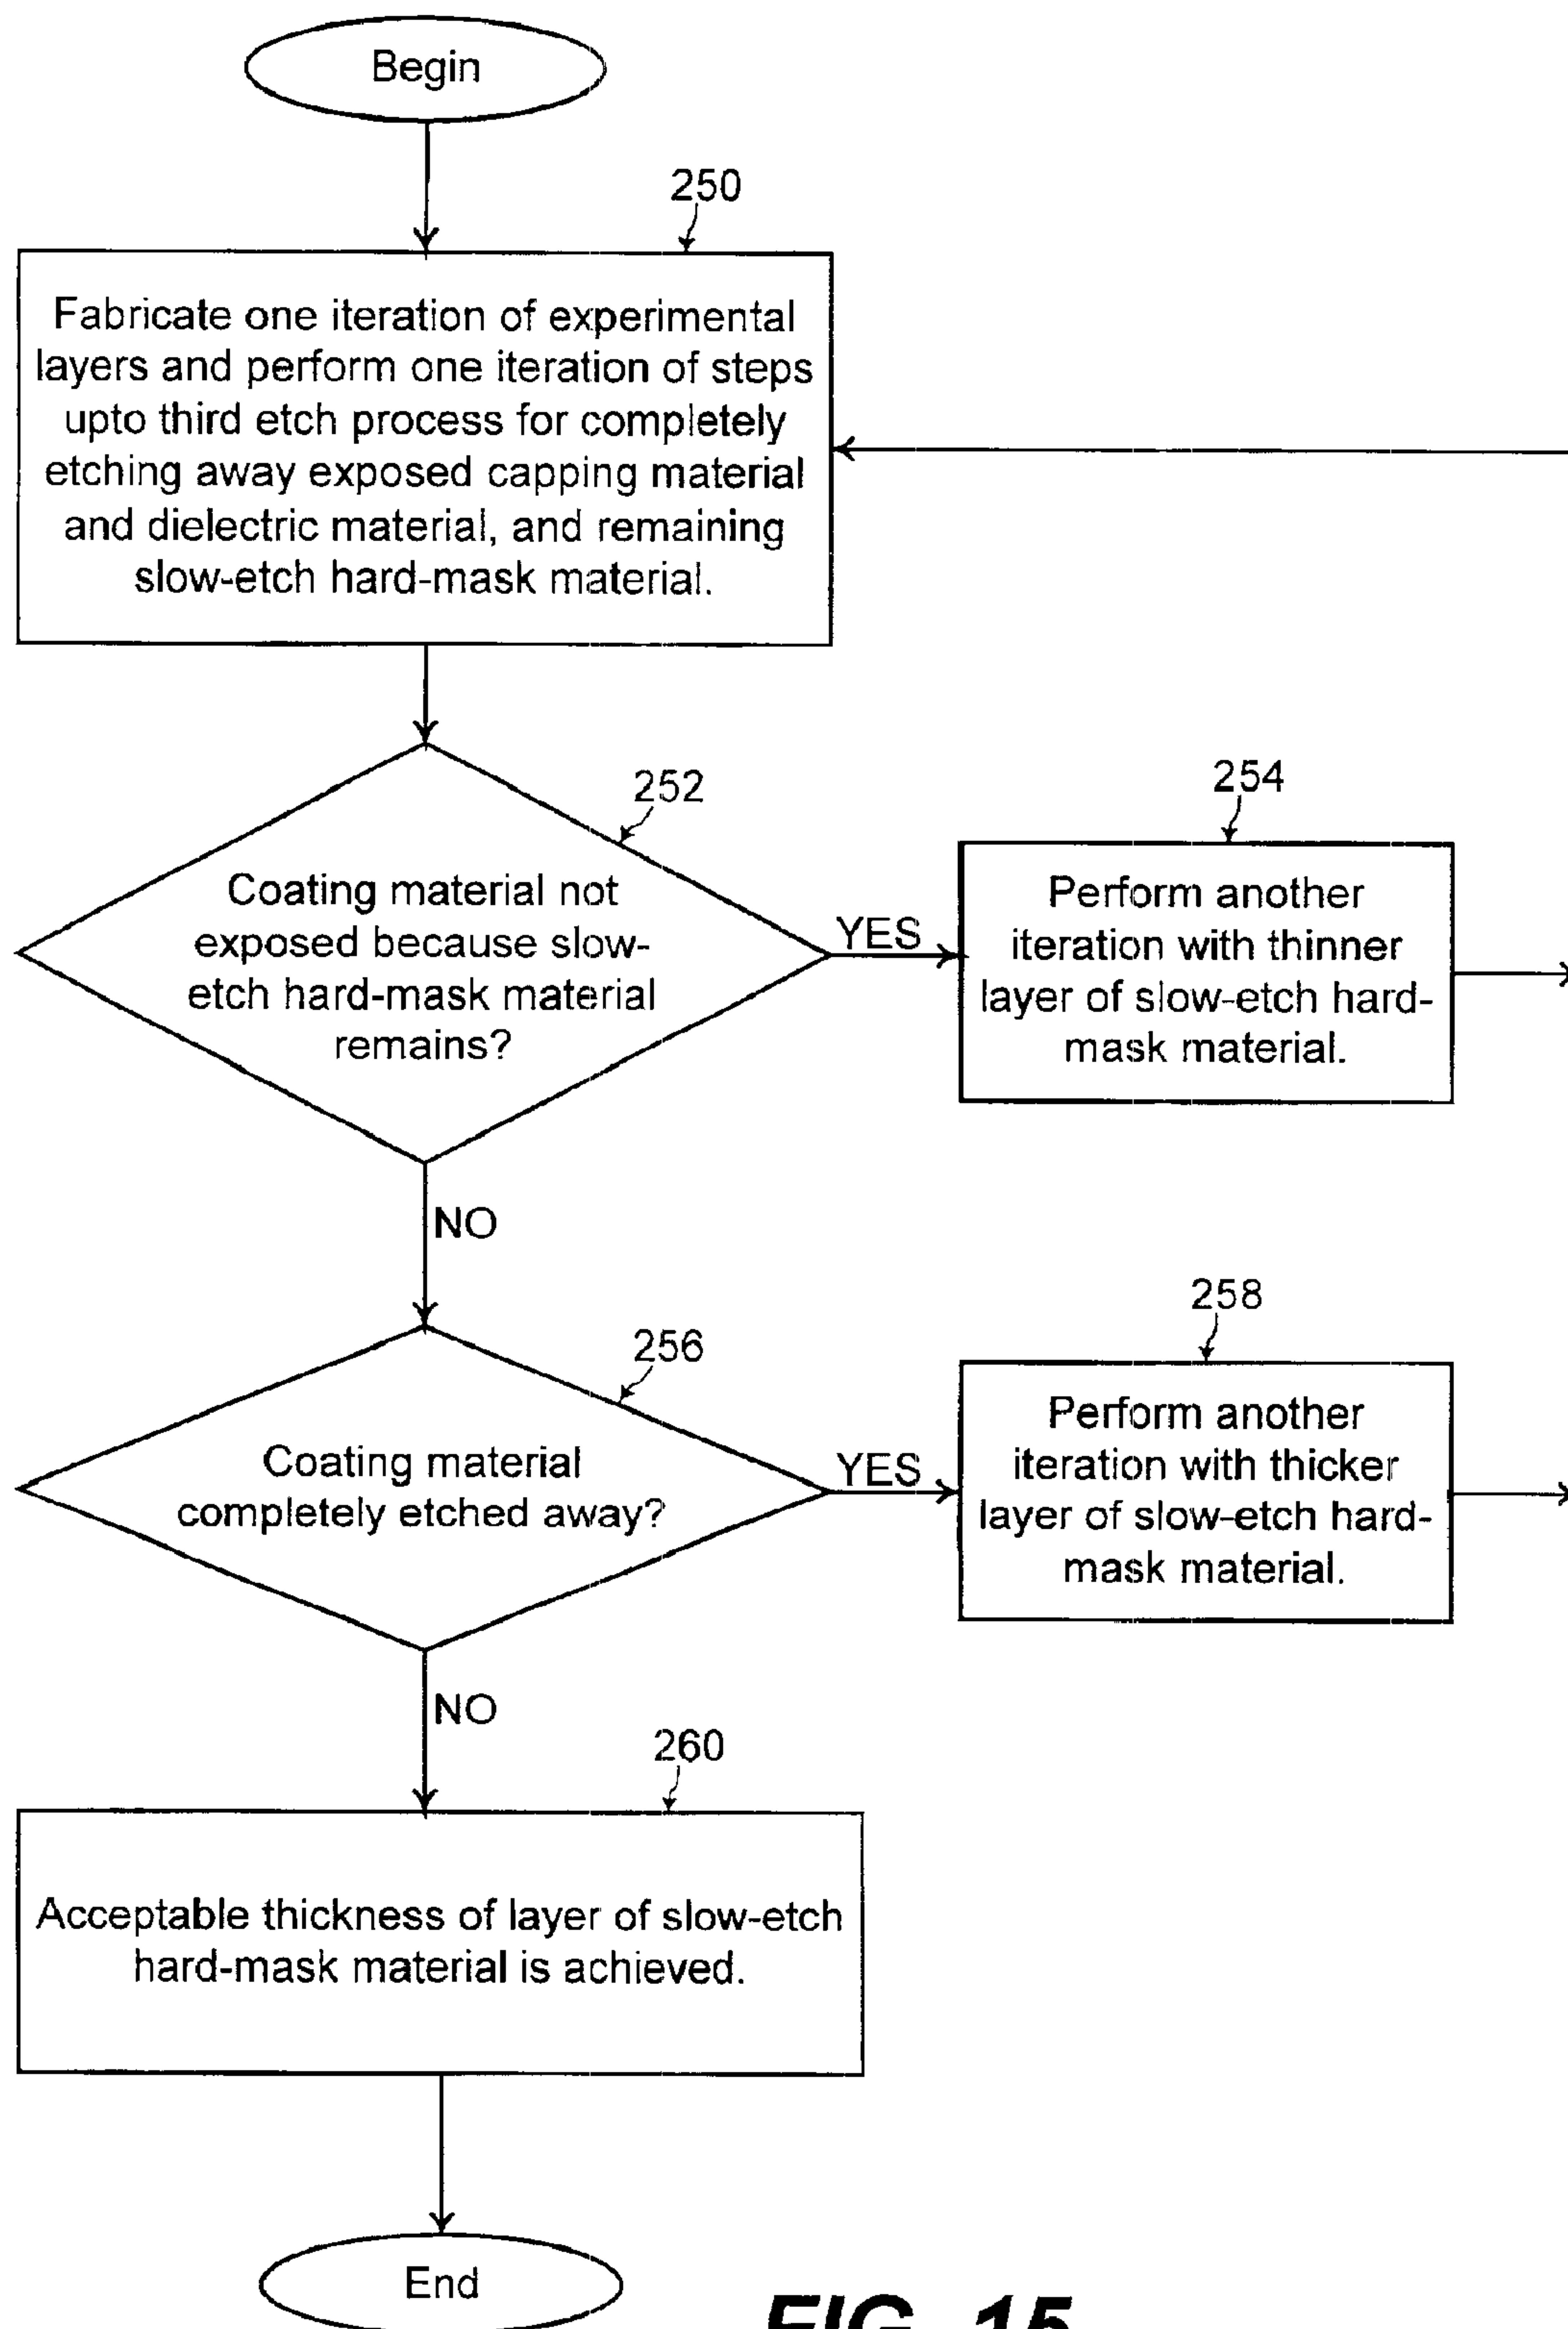 Begin
250
Fabricate one iteration of experimental
layers and perform one iteration of steps
upto third etch process for completely
etching away exposed capping material
and dielectric material, and remaining
slow-etch hard-mask material.
252
Coating material not
exposed because slow-
etch hard-mask material
remains?
YES
254
Perform another
iteration with thinner
layer of slow-etch hard-
mask material.
NO
256
Coating material
completely etched away?
YES
258
Perform another
iteration with thicker
layer of slow-etch hard-
mask material.
NO
260
Acceptable thickness of layer of slow-etch
hard-mask material is achieved.
End
FIG. 15